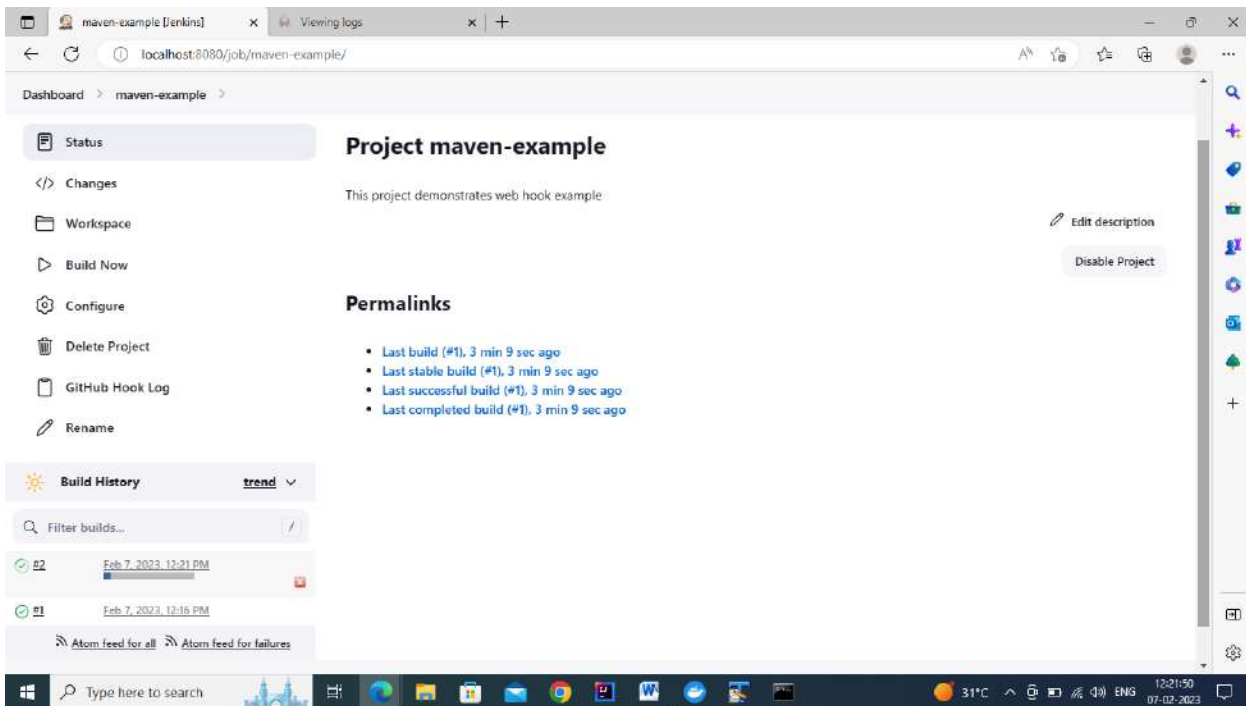 maven-example [Jenkins]
Viewing logs
localhost:8080/job/maven-example/
Dashboard > maven-example >
Status
</> Changes
Workspace
Build Now
Configure
Delete Project
GitHub Hook Log
Rename
Build History
trend
Filter builds...
/
#2
Feb 7, 2023, 12:21 PM
#1
Feb 7, 2023, 12:16 PM
Atom feed for all
Atom feed for failures
Project maven-example
This project demonstrates web hook example
Edit description
Disable Project
Permalinks
• Last build (#1), 3 min 9 sec ago
• Last stable build (#1), 3 min 9 sec ago
• Last successful build (#1), 3 min 9 sec ago
• Last completed build (#1), 3 min 9 sec ago
Type here to search
31°C
ENG
12:21:50
07-02-2023